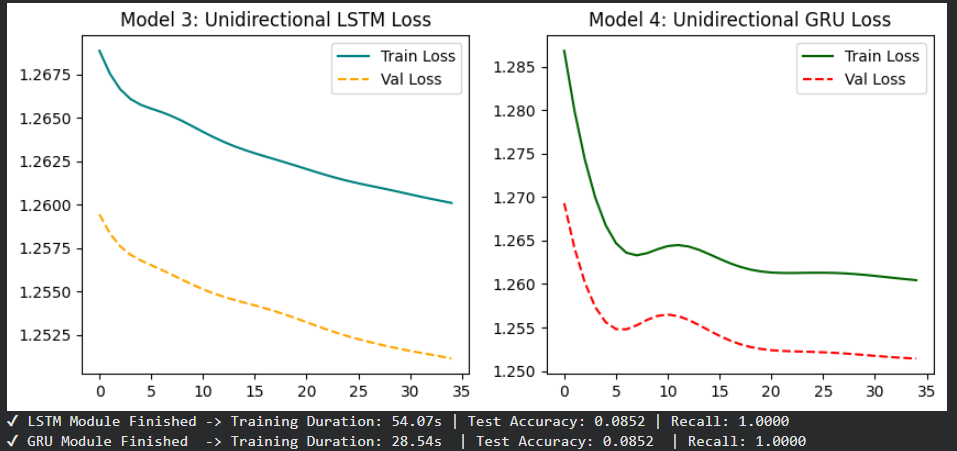 Model 3: Unidirectional LSTM Loss
Train Loss
Val Loss
1.2675
1.2650
1.2625
1.2600
1.2575
1.2550
1.2525
0 5 10 15 20 25 30 35
Model 4: Unidirectional GRU Loss
Train Loss
Val Loss
1.285
1.280
1.275
1.270
1.265
1.260
1.255
1.250
0 5 10 15 20 25 30 35
✓ LSTM Module Finished -> Training Duration: 54.07s | Test Accuracy: 0.0852 | Recall: 1.0000
✓ GRU Module Finished  -> Training Duration: 28.54s  | Test Accuracy: 0.0852  | Recall: 1.0000